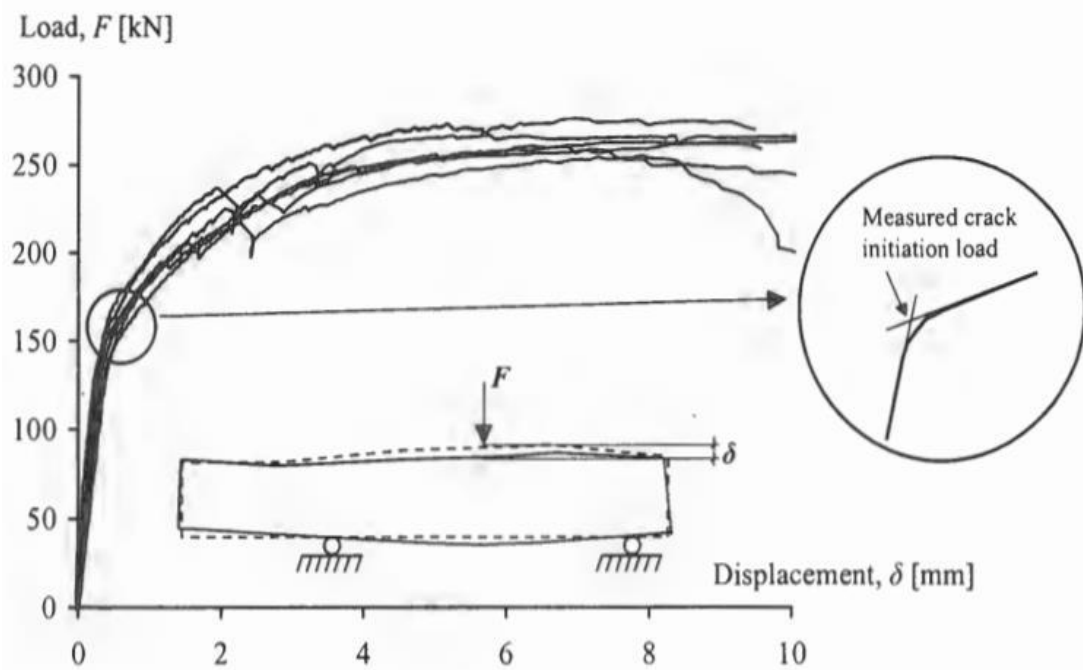 Load, F [kN]
300
250
200
150
100
50
0
Measured crack
initiation load
F
δ
Displacement, δ [mm]
0 2 4 6 8 10